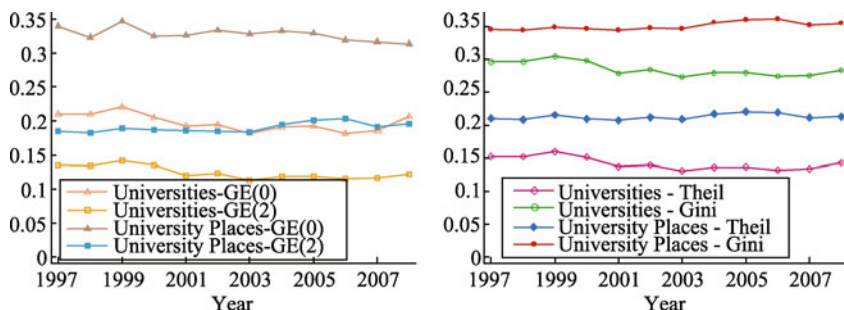 0.35
0.3
0.25
0.2
0.15
0.1
0.05
0
Universities-GE(0)
Universities-GE(2)
University Places-GE(0)
University Places-GE(2)
1997 1999 2001 2003 2005 2007
Year
0.35
0.3
0.25
0.2
0.15
0.1
0.05
0
Universities - Theil
Universities - Gini
University Places - Theil
University Places - Gini
1997 1999 2001 2003 2005 2007
Year